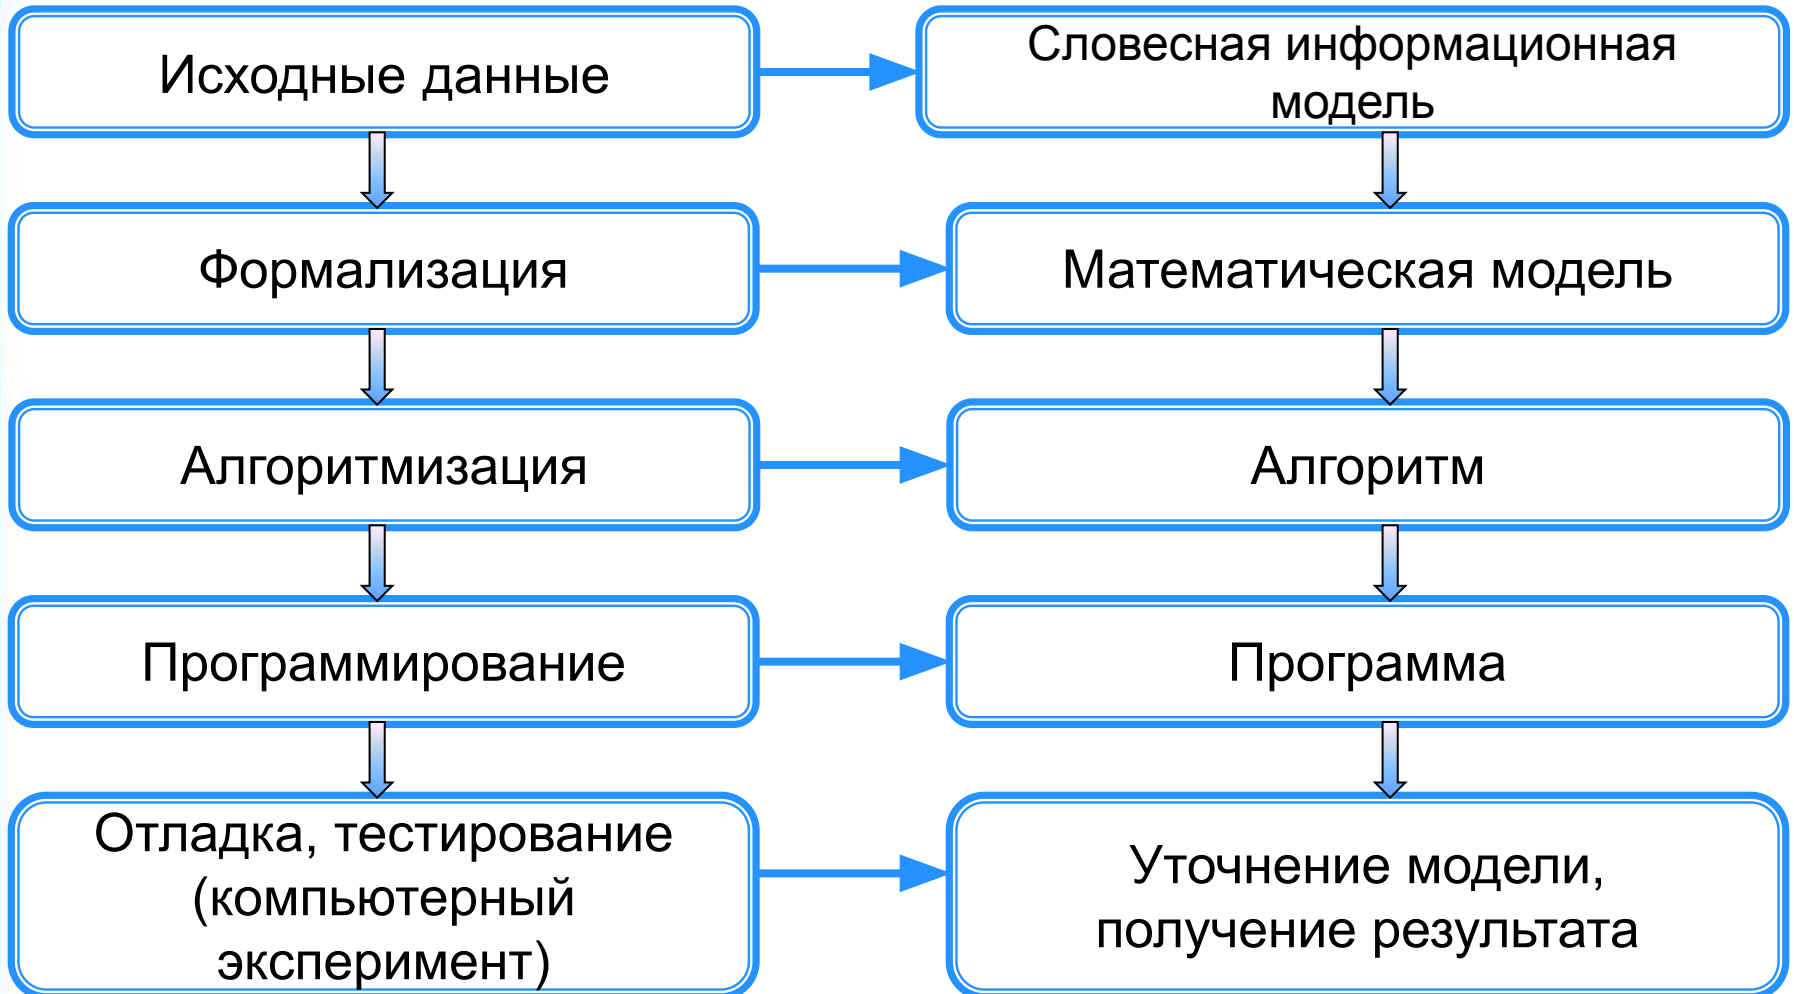 Исходные данные
Словесная информационная
модель
Формализация
Математическая модель
Алгоритмизация
Алгоритм
Программирование
Программа
Отладка, тестирование
(компьютерный
эксперимент)
Уточнение модели,
получение результата